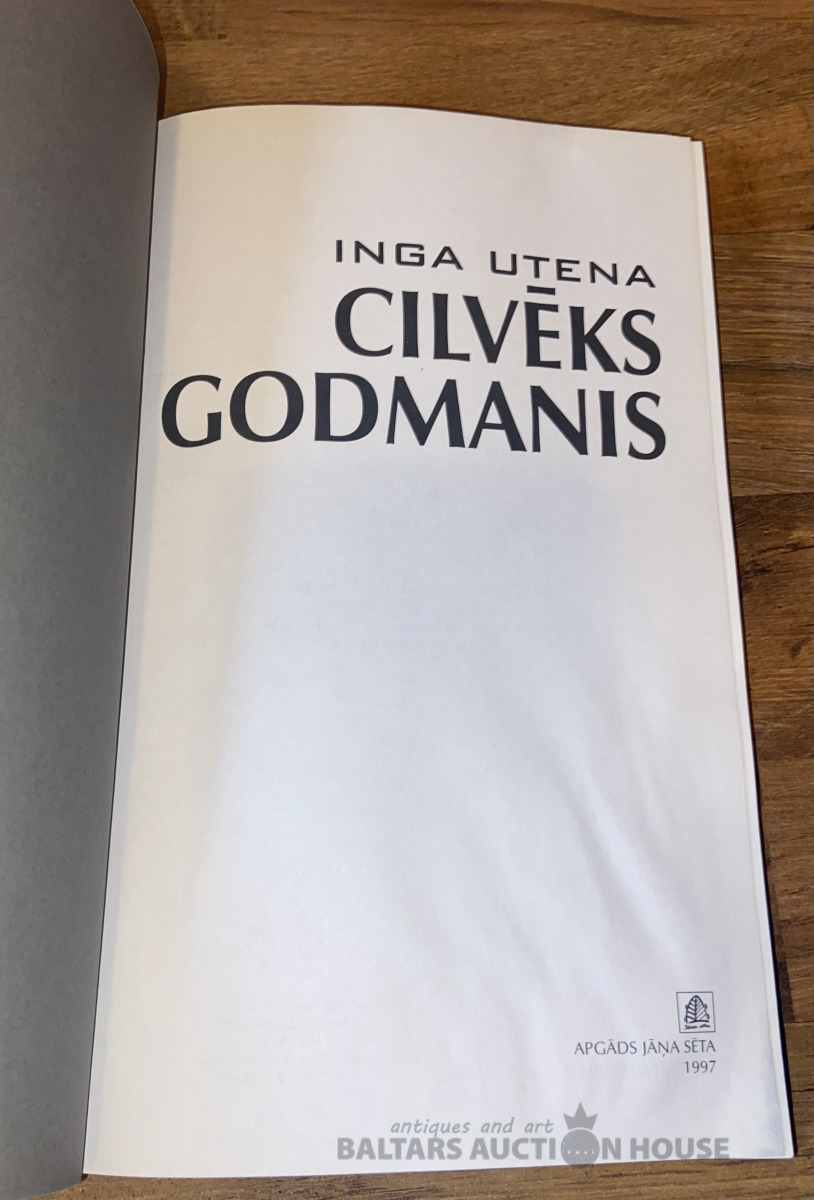 INGA UTENA
CILVĒKS
GODMANIS
APGĀDS JĀŅA SĒTA
1997
antiques and art
BALTARS AUCTION HOUSE